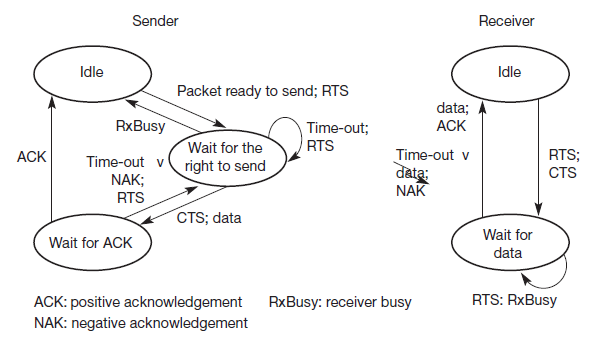 Sender
Receiver
Idle
Idle
Packet ready to send; RTS
data;
ACK
RxBusy
Time-out;
RTS
Wait for the
right to send
ACK
Time-out v
NAK;
RTS
Time-out v
data;
NAK
RTS;
CTS
CTS; data
Wait for ACK
Wait for
data
ACK: positive acknowledgement
RxBusy: receiver busy
RTS: RxBusy
NAK: negative acknowledgement